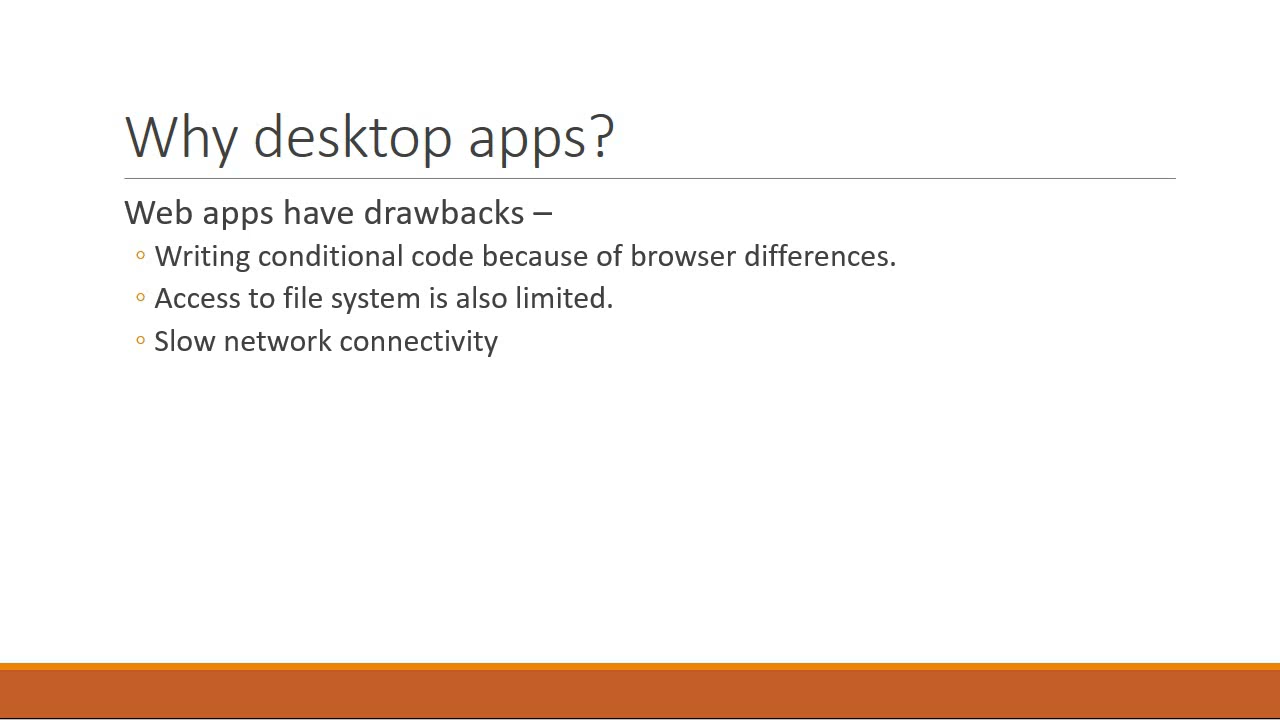 Why desktop apps?
Web apps have drawbacks –
◦ Writing conditional code because of browser differences.
◦ Access to file system is also limited.
◦ Slow network connectivity